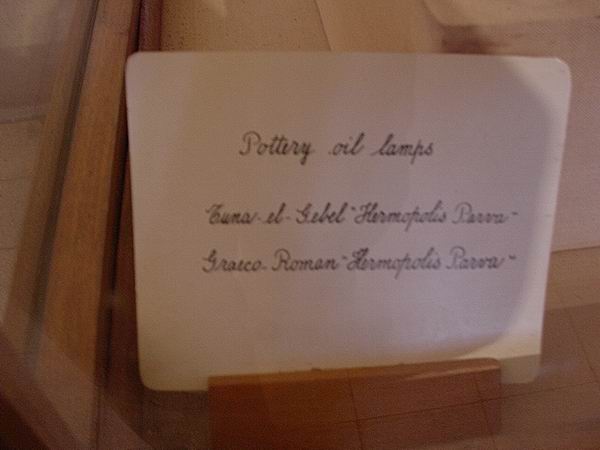 Pottery oil lamps
Tuna-el-Gebel "Hermopolis Parva"
Graeco-Roman "Hermopolis Parva"